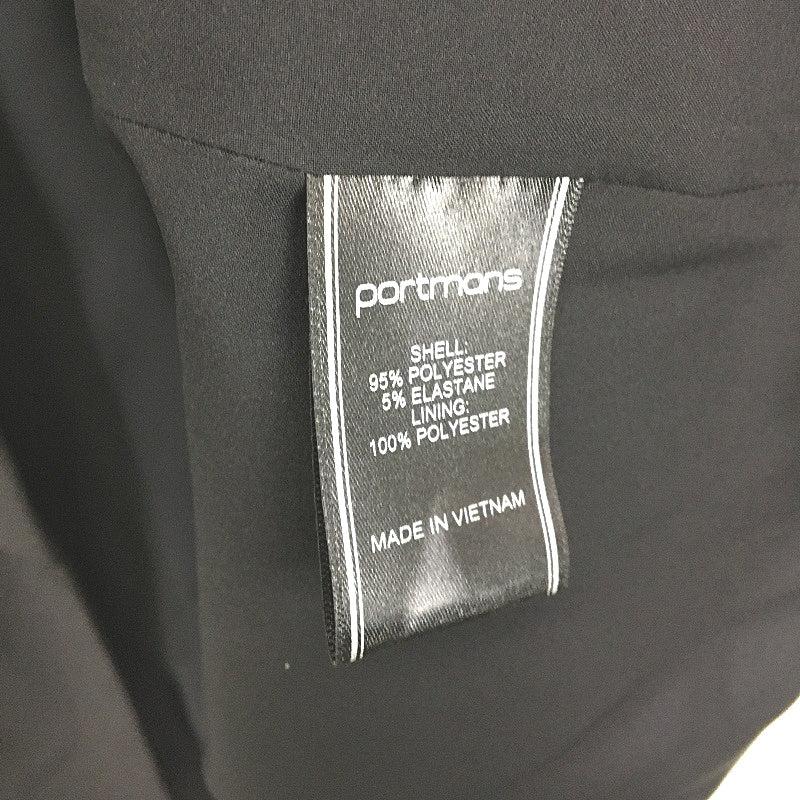 portmans
SHELL:
95% POLYESTER
5% ELASTANE
LINING:
100% POLYESTER
MADE IN VIETNAM